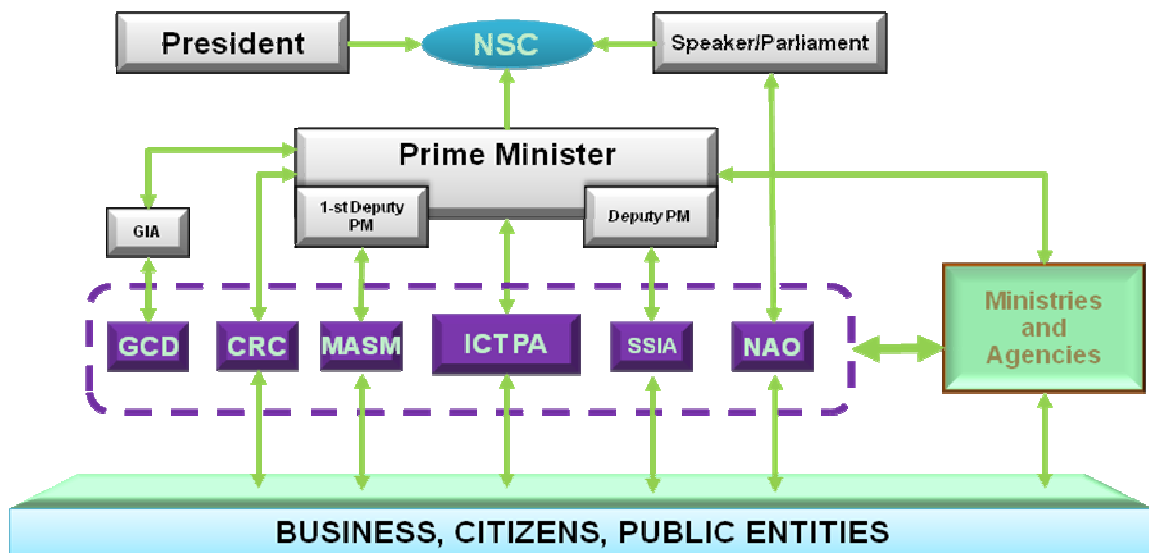 President
NSC
Speaker/Parliament
Prime Minister
1-st Deputy
PM
Deputy PM
GIA
GCD
CRC
MASM
ICTPA
SSIA
NAO
Ministries
and
Agencies
BUSINESS, CITIZENS, PUBLIC ENTITIES